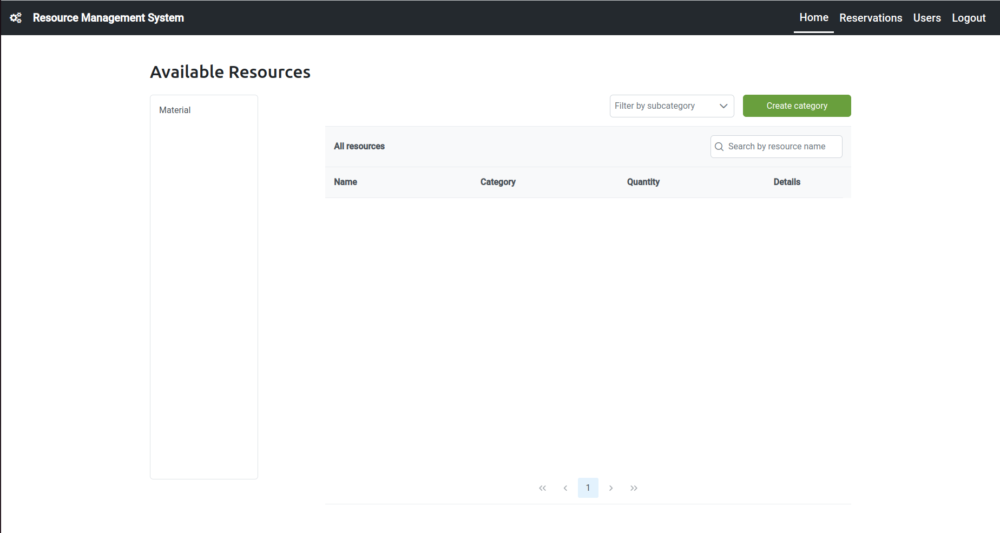 Resource Management System
Home Reservations Users Logout
Available Resources
Material
Filter by subcategory
Create category
All resources
Search by resource name
Name Category Quantity Details
1